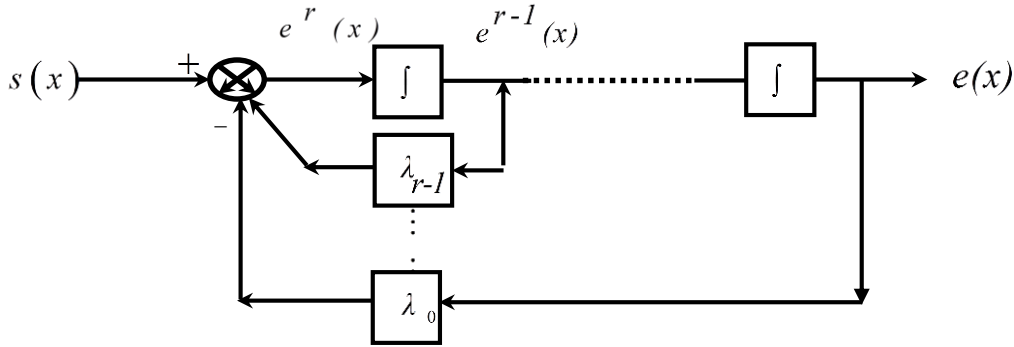 e^r (x) e^{r-1} (x)
s(x) + ∫ ∫ e(x)
−
λ_{r-1}
λ_0